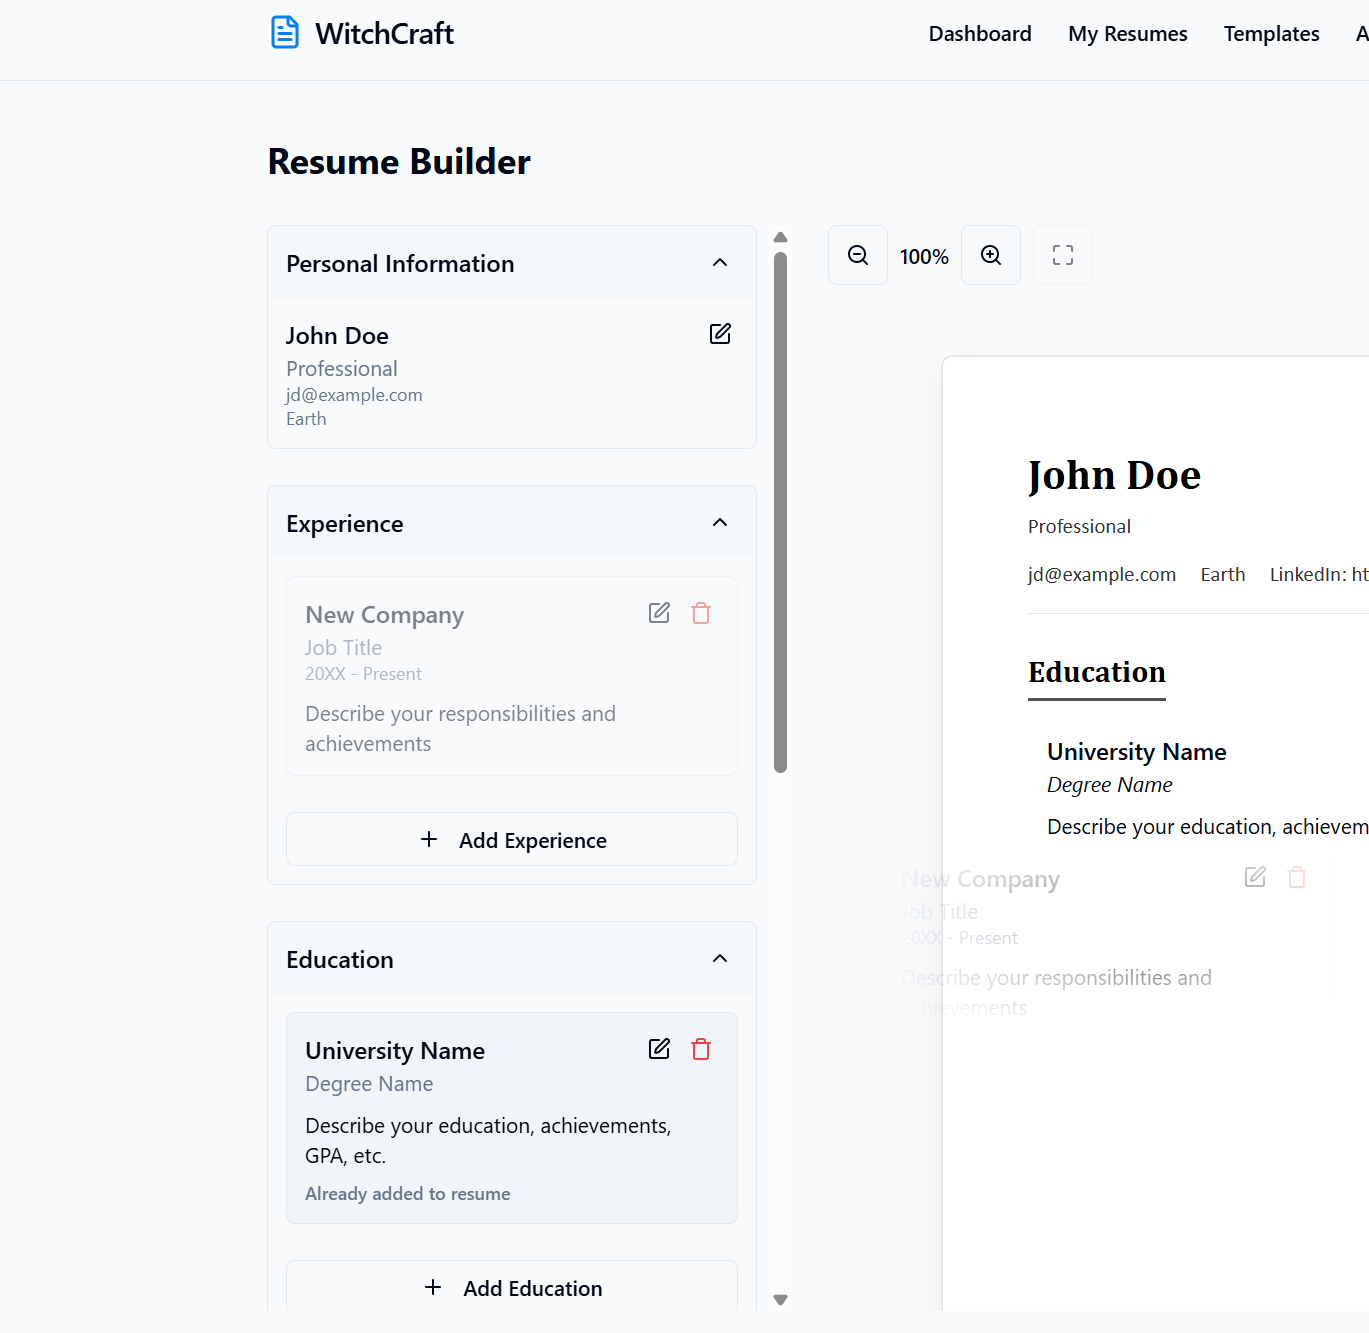 WitchCraft
Dashboard
My Resumes
Templates
A
Resume Builder
Personal Information
John Doe
Professional
jd@example.com
Earth
Experience
New Company
Job Title
20XX - Present
Describe your responsibilities and
achievements
Add Experience
Education
University Name
Degree Name
Describe your education, achievements,
GPA, etc.
Already added to resume
Add Education
100%
John Doe
Professional
jd@example.com Earth LinkedIn: ht
Education
University Name
Degree Name
Describe your education, achievem
New Company
Job Title
20XX - Present
Describe your responsibilities and
achievements